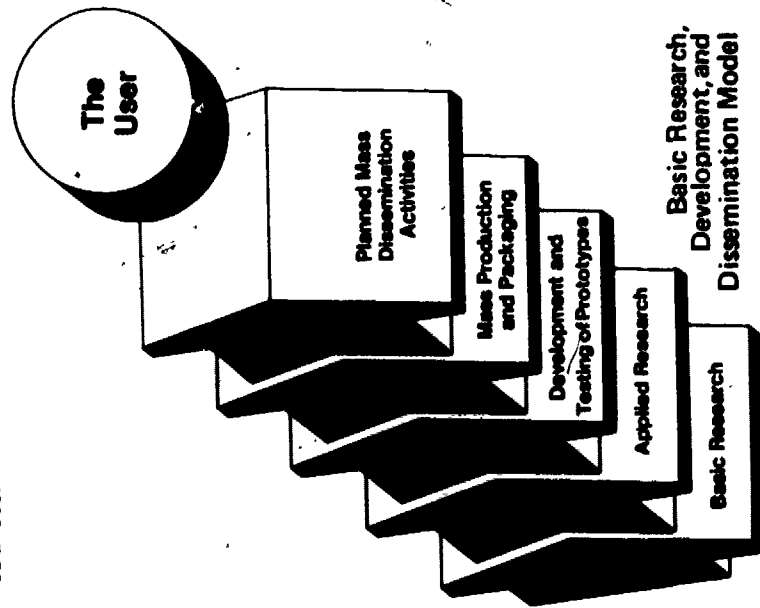 The
User
Planned Mass
Dissemination
Activities
Mass Production
and Packaging
Development and
Testing of Prototypes
Applied Research
Basic Research
Basic Research,
Development, and
Dissemination Model